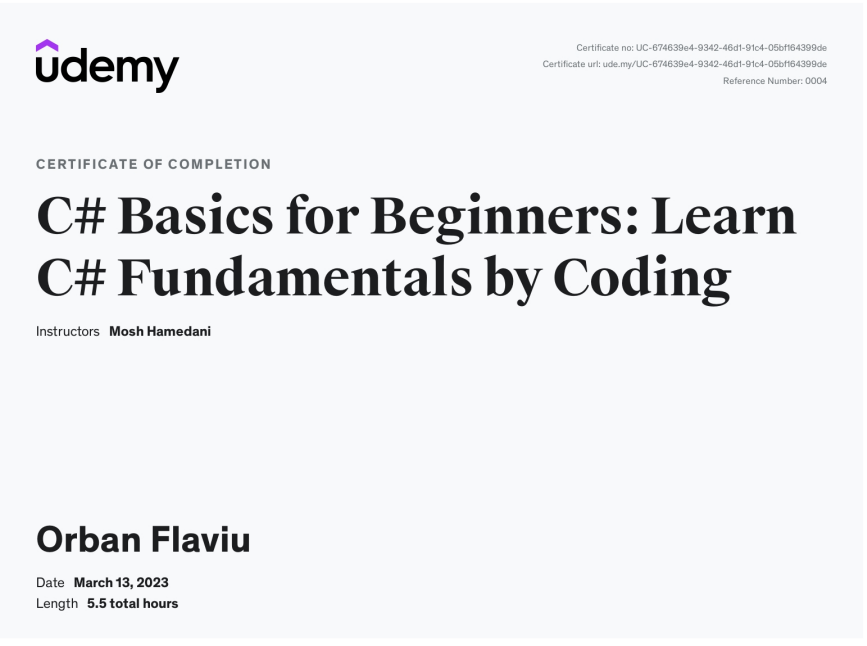 udemy
Certificate no: UC-674639e4-9342-46d1-91c4-05bf164399de
Certificate url: ude.my/UC-674639e4-9342-46d1-91c4-05bf164399de
Reference Number: 0004
CERTIFICATE OF COMPLETION
C# Basics for Beginners: Learn
C# Fundamentals by Coding
Instructors Mosh Hamedani
Orban Flaviu
Date March 13, 2023
Length 5.5 total hours